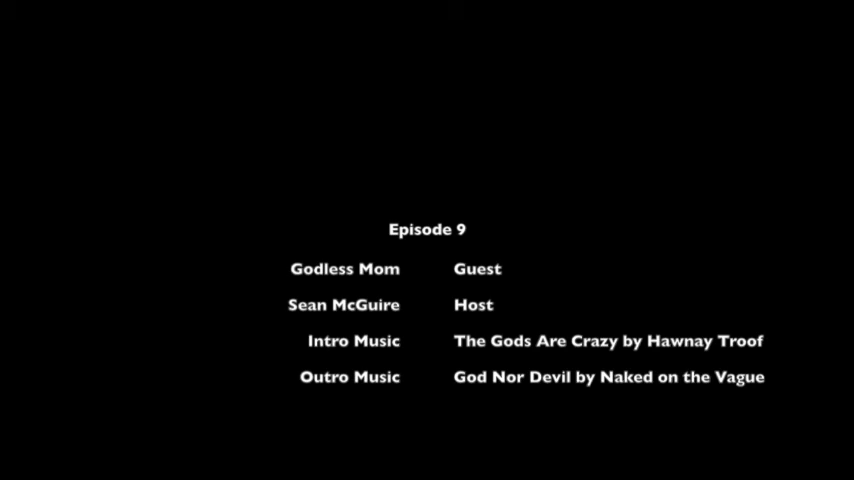 Episode 9
Godless Mom Guest
Sean McGuire Host
Intro Music The Gods Are Crazy by Hawnay Troof
Outro Music God Nor Devil by Naked on the Vague